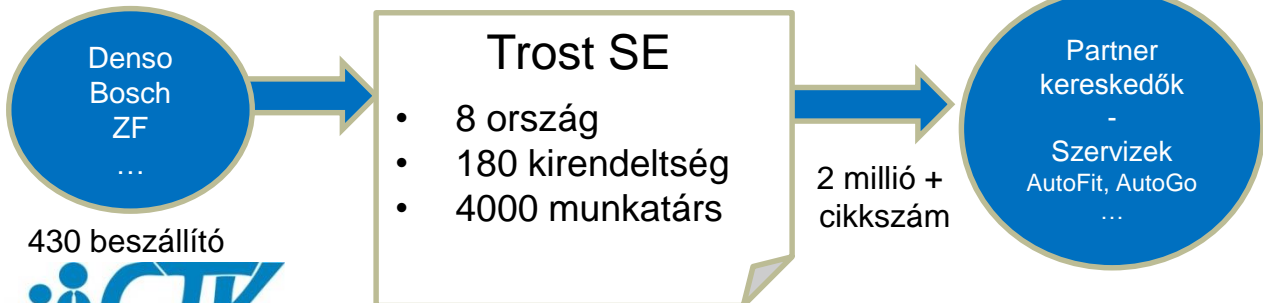 Denso
Bosch
ZF
…
430 beszállító
Trost SE
• 8 ország
• 180 kirendeltség
• 4000 munkatárs
2 millió +
cikkszám
Partner
kereskedők
-
Szervizek
AutoFit, AutoGo
…